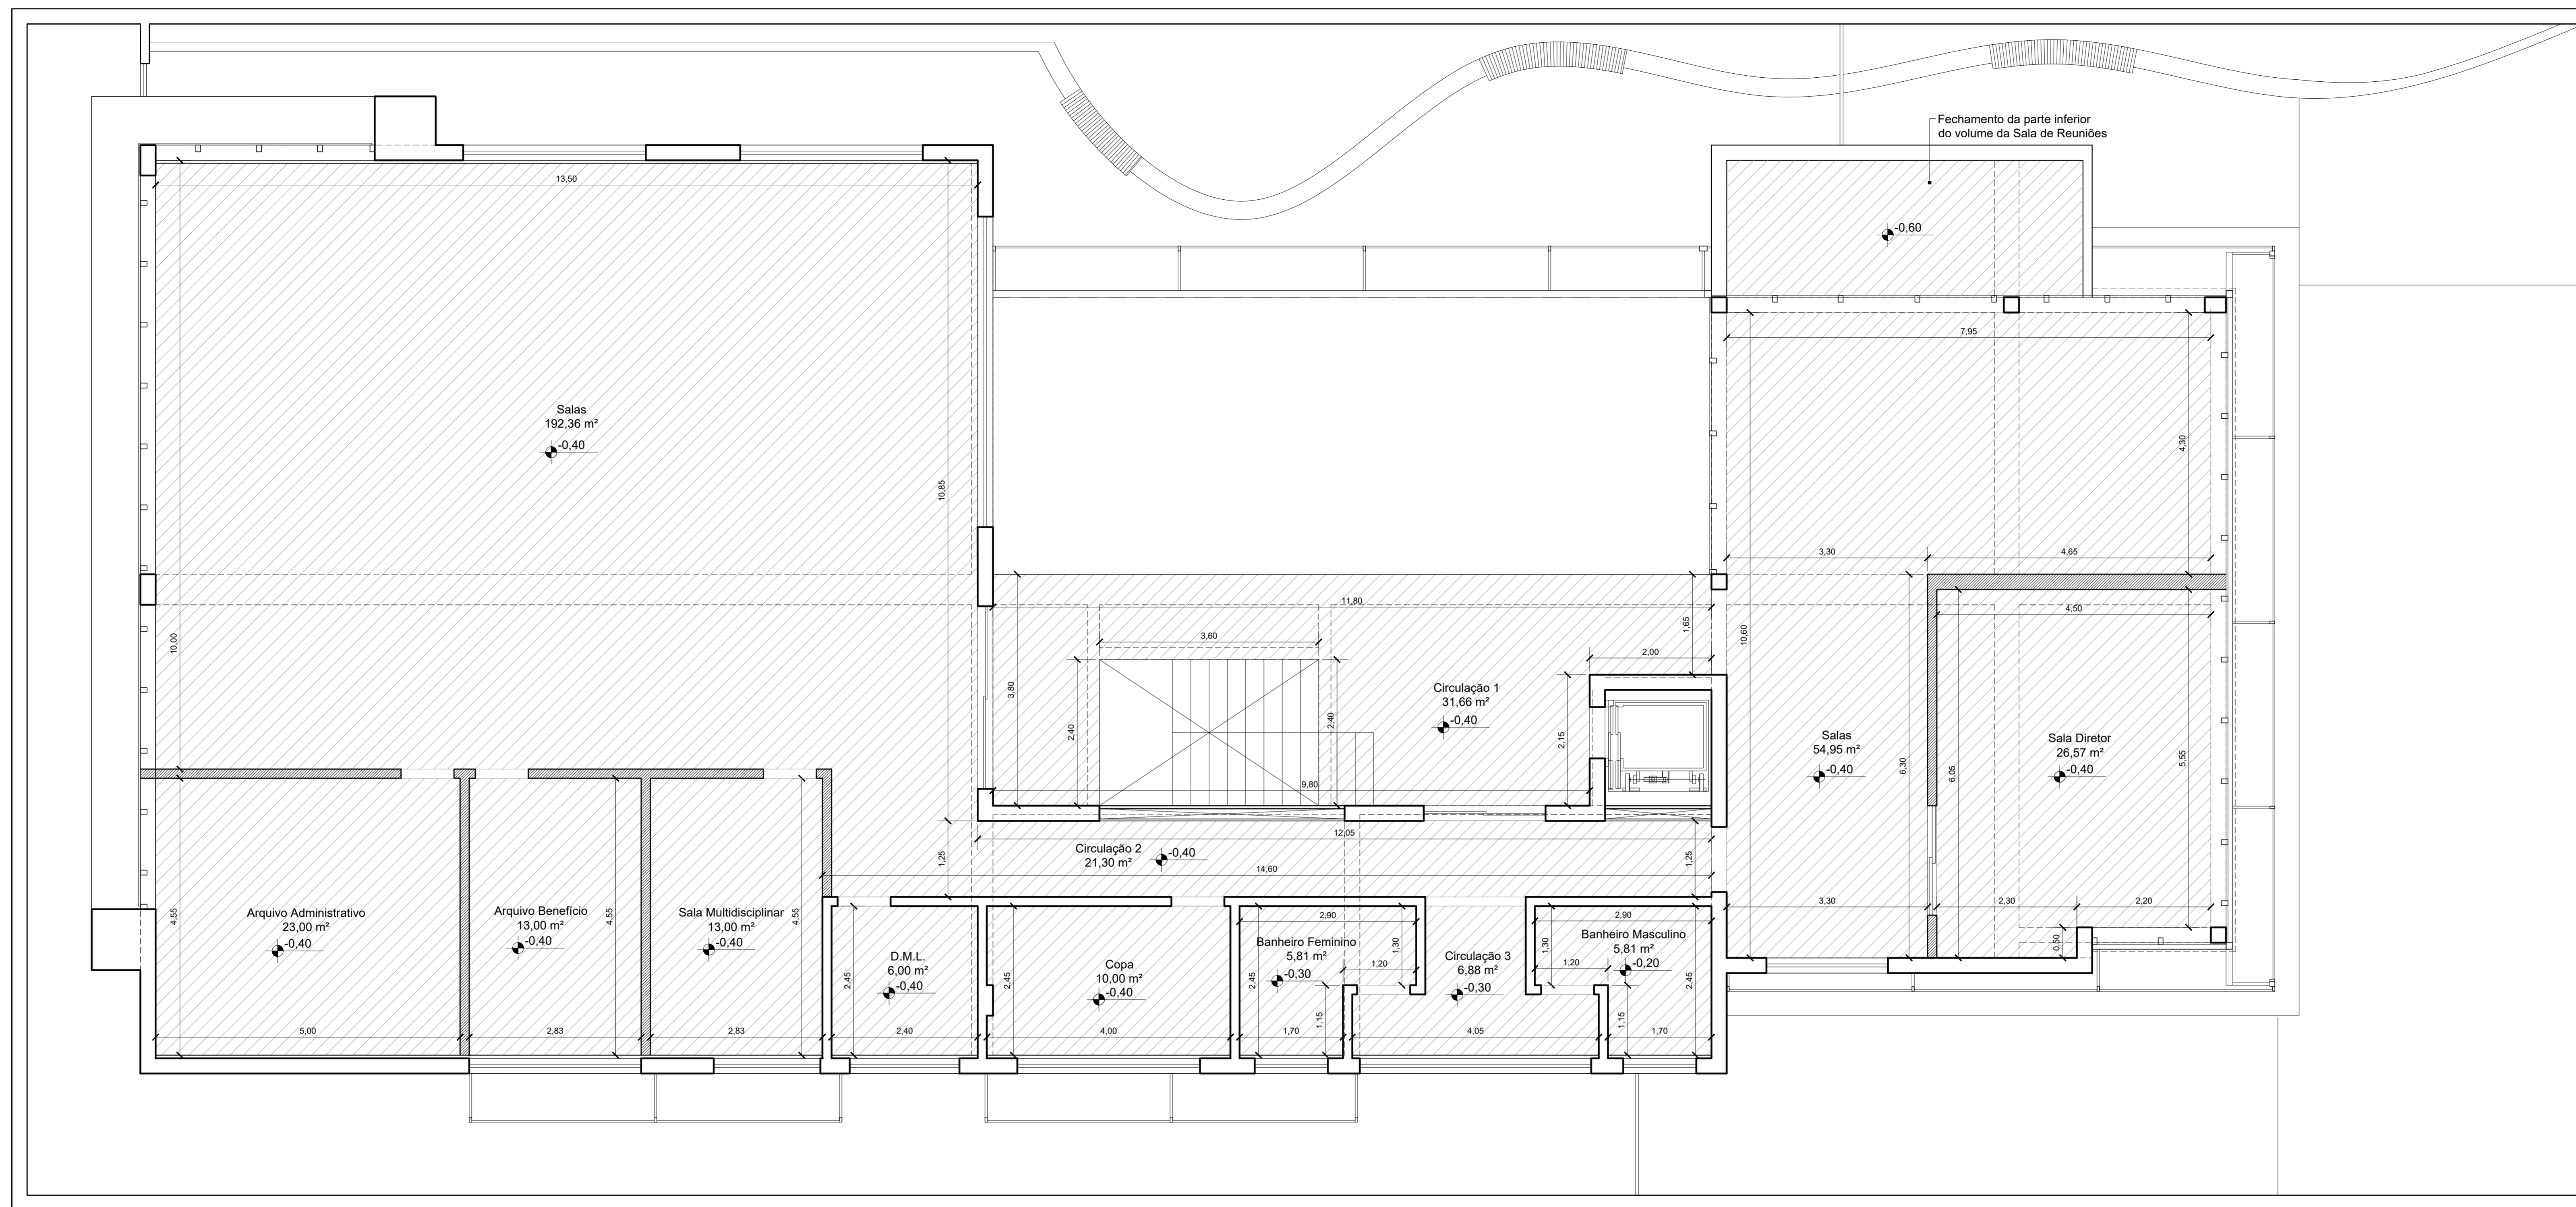 Fechamento da parte inferior
do volume da Sala de Reuniões
-0,60
13,50
7,95
Salas
192,36 m²
-0,40
10,85
4,30
3,30
4,65
11,80
4,50
3,60
1,65
10,00
10,60
2,00
3,80
2,40
2,40
Circulação 1
31,66 m²
-0,40
2,15
9,80
Salas
54,95 m²
-0,40
6,30
6,05
Sala Diretor
26,57 m²
-0,40
5,55
12,05
Circulação 2
21,30 m²
-0,40
1,25
1,25
14,60
3,30
2,30
2,20
0,50
Arquivo Administrativo
23,00 m²
-0,40
4,55
Arquivo Benefício
13,00 m²
-0,40
4,55
Sala Multidisciplinar
13,00 m²
-0,40
4,55
D.M.L.
6,00 m²
-0,40
2,45
Copa
10,00 m²
-0,40
2,45
2,90
Banheiro Feminino
5,81 m²
-0,30
1,30
1,20
2,45
1,15
Circulação 3
6,88 m²
-0,30
2,90
Banheiro Masculino
5,81 m²
-0,20
1,30
1,20
2,45
1,15
5,00
2,83
2,83
2,40
4,00
1,70
4,05
1,70